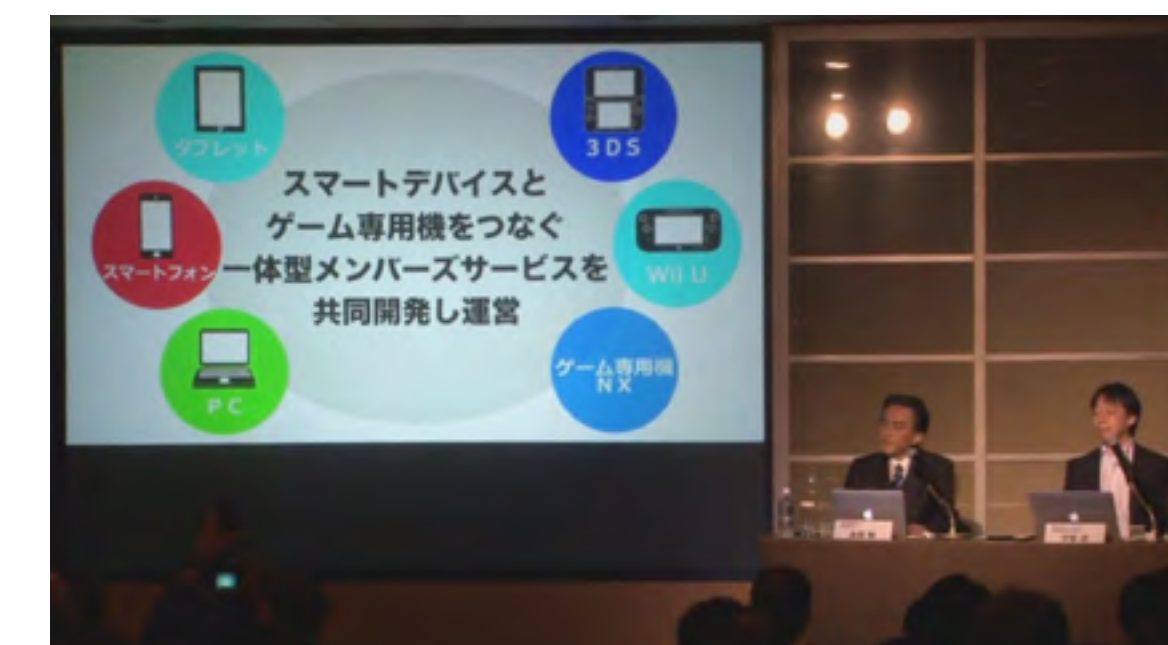 タブレット
3DS
スマートデバイスと
ゲーム専用機をつなぐ
一体型メンバーズサービスを
共同開発し運営
スマートフォン
Wii U
PC
ゲーム専用機
NX